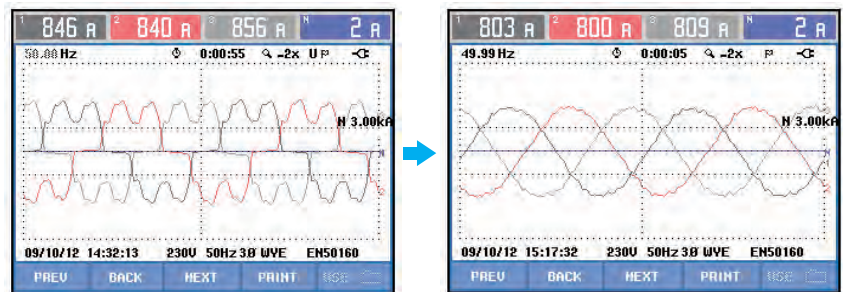 1 846 A 2 840 A 3 856 A N 2 A
50.00 Hz 0:00:55 -2x U
N 3.00kA
N
09/10/12 14:32:13 230V 50Hz 3Ø WYE EN50160
PREV BACK NEXT PRINT USE
1 803 A 2 800 A 3 809 A N 2 A
49.99 Hz 0:00:05 -2x
N 3.00kA
N
09/10/12 15:17:32 230V 50Hz 3Ø WYE EN50160
PREV BACK NEXT PRINT USE